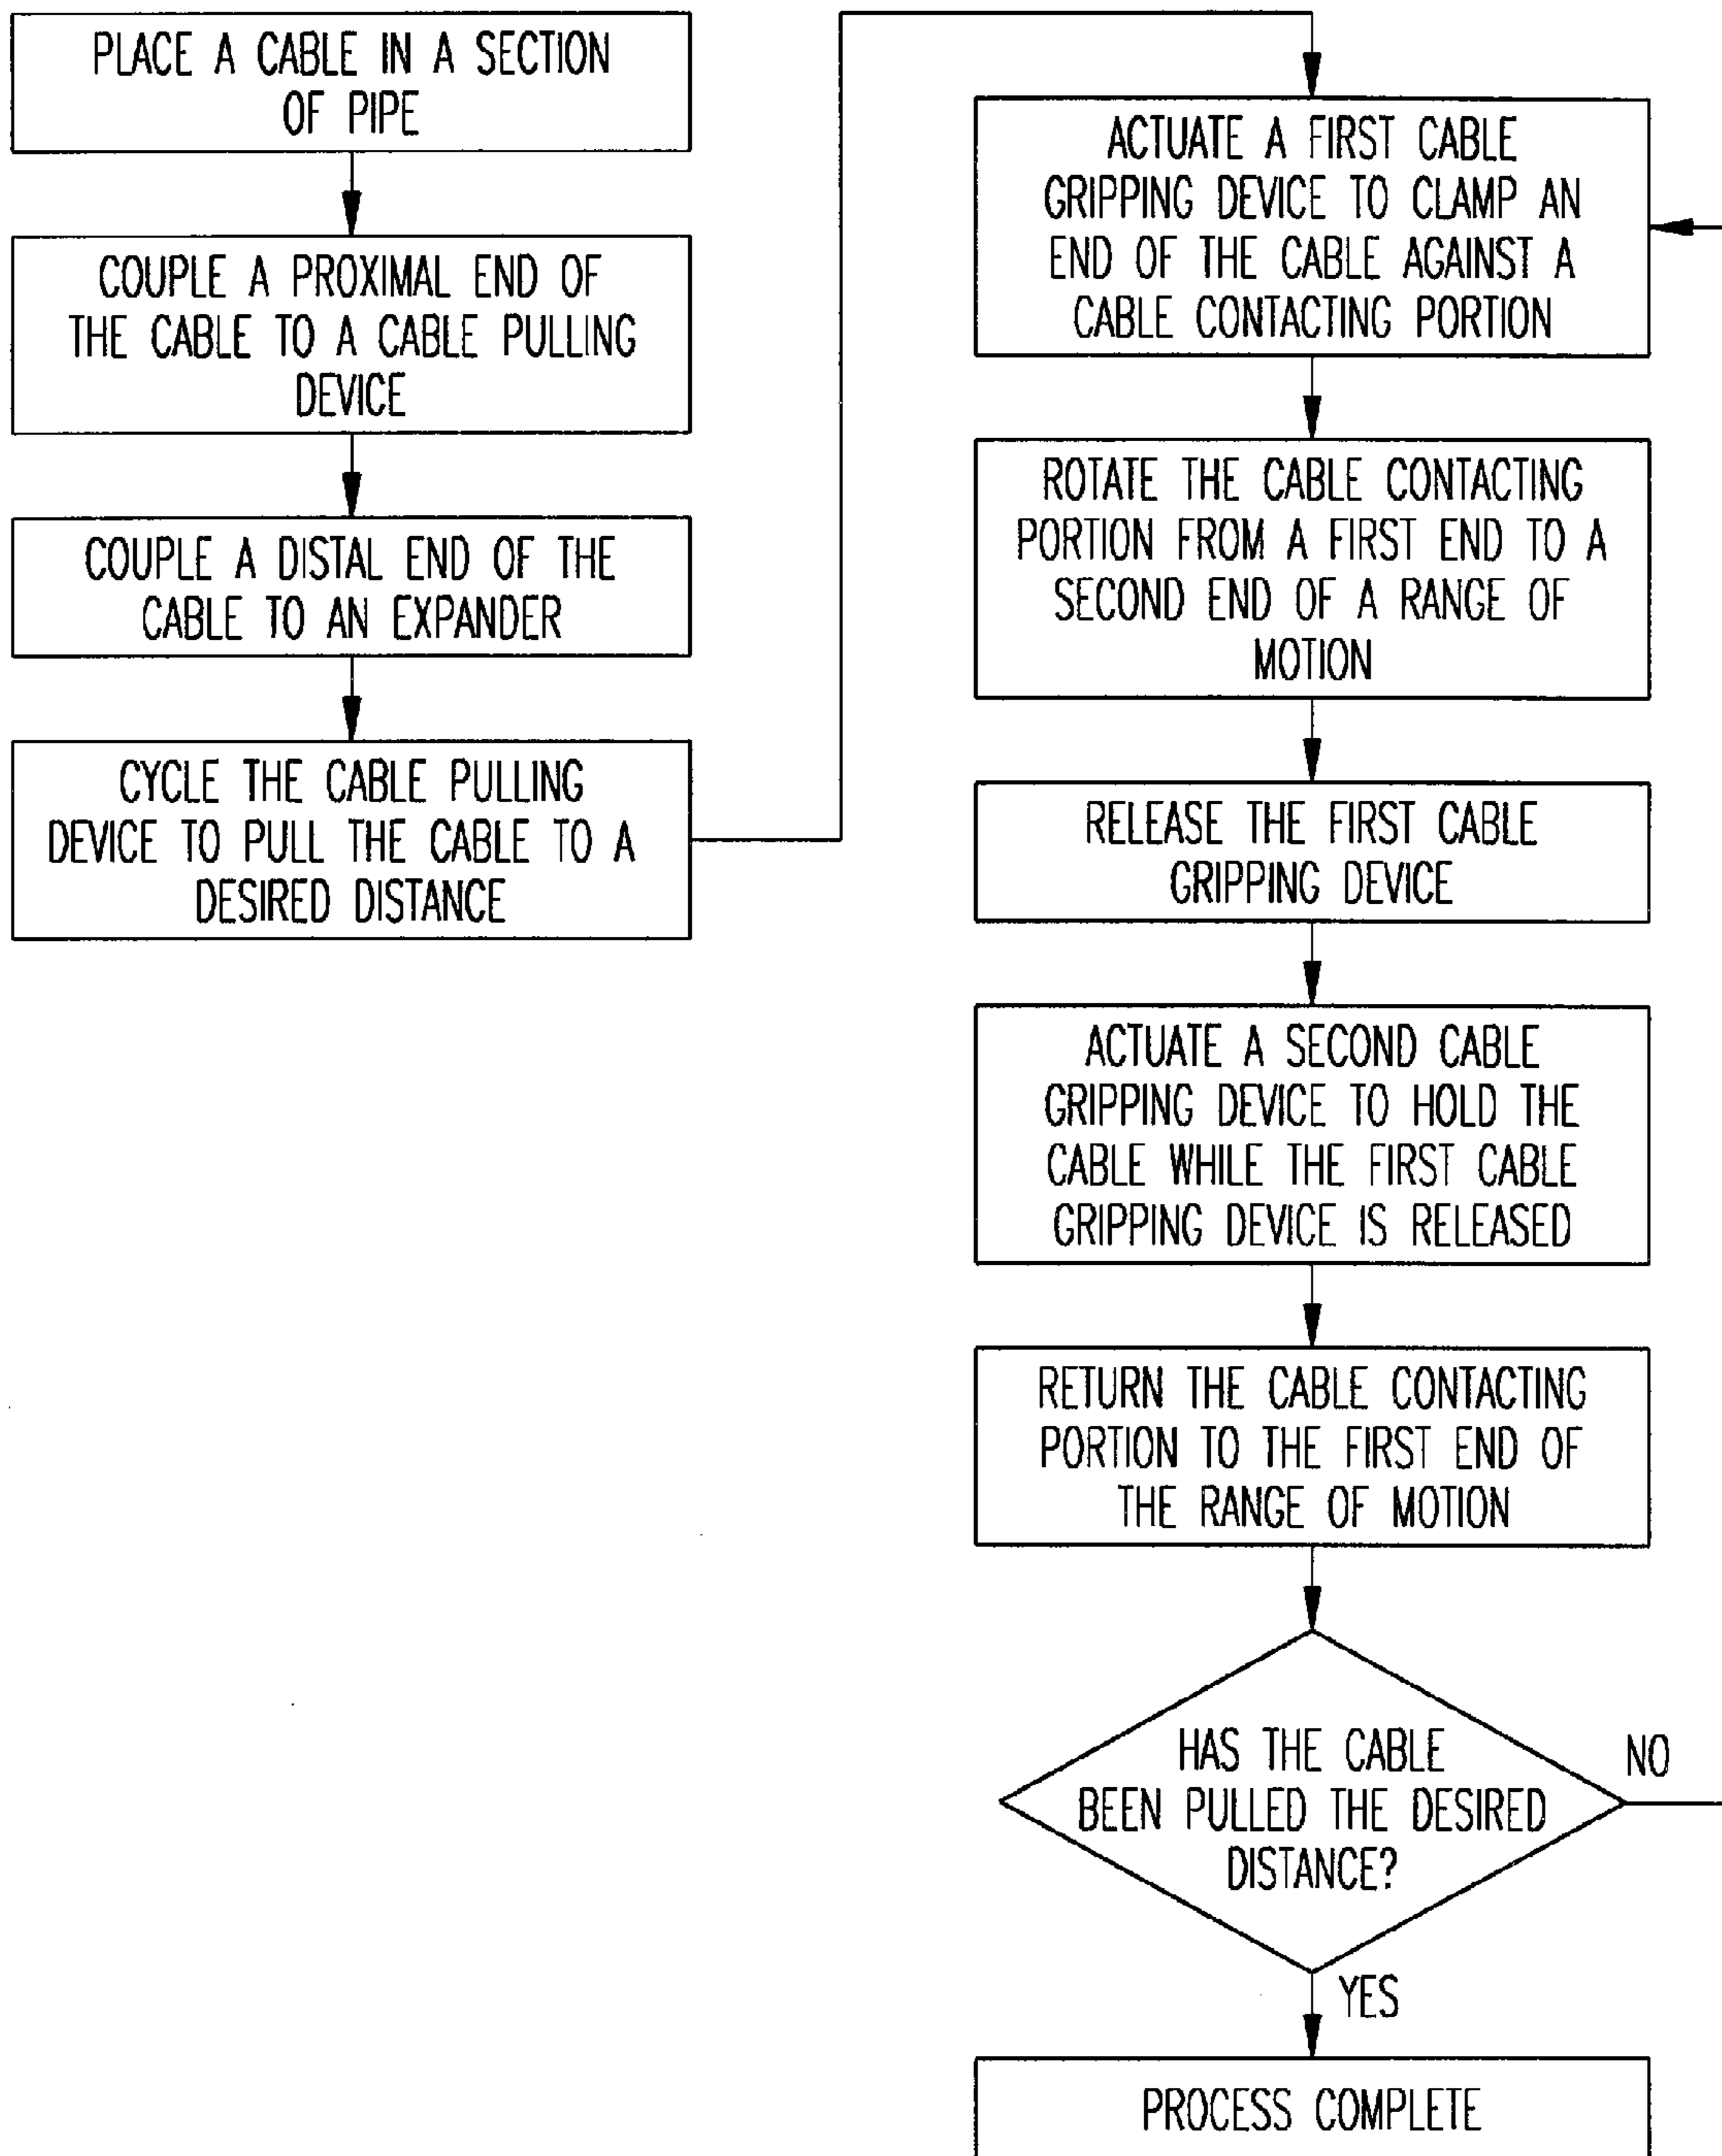 PLACE A CABLE IN A SECTION
OF PIPE
COUPLE A PROXIMAL END OF
THE CABLE TO A CABLE PULLING
DEVICE
COUPLE A DISTAL END OF THE
CABLE TO AN EXPANDER
CYCLE THE CABLE PULLING
DEVICE TO PULL THE CABLE TO A
DESIRED DISTANCE
ACTUATE A FIRST CABLE
GRIPPING DEVICE TO CLAMP AN
END OF THE CABLE AGAINST A
CABLE CONTACTING PORTION
ROTATE THE CABLE CONTACTING
PORTION FROM A FIRST END TO A
SECOND END OF A RANGE OF
MOTION
RELEASE THE FIRST CABLE
GRIPPING DEVICE
ACTUATE A SECOND CABLE
GRIPPING DEVICE TO HOLD THE
CABLE WHILE THE FIRST CABLE
GRIPPING DEVICE IS RELEASED
RETURN THE CABLE CONTACTING
PORTION TO THE FIRST END OF
THE RANGE OF MOTION
HAS THE CABLE
BEEN PULLED THE DESIRED
DISTANCE?
NO
YES
PROCESS COMPLETE